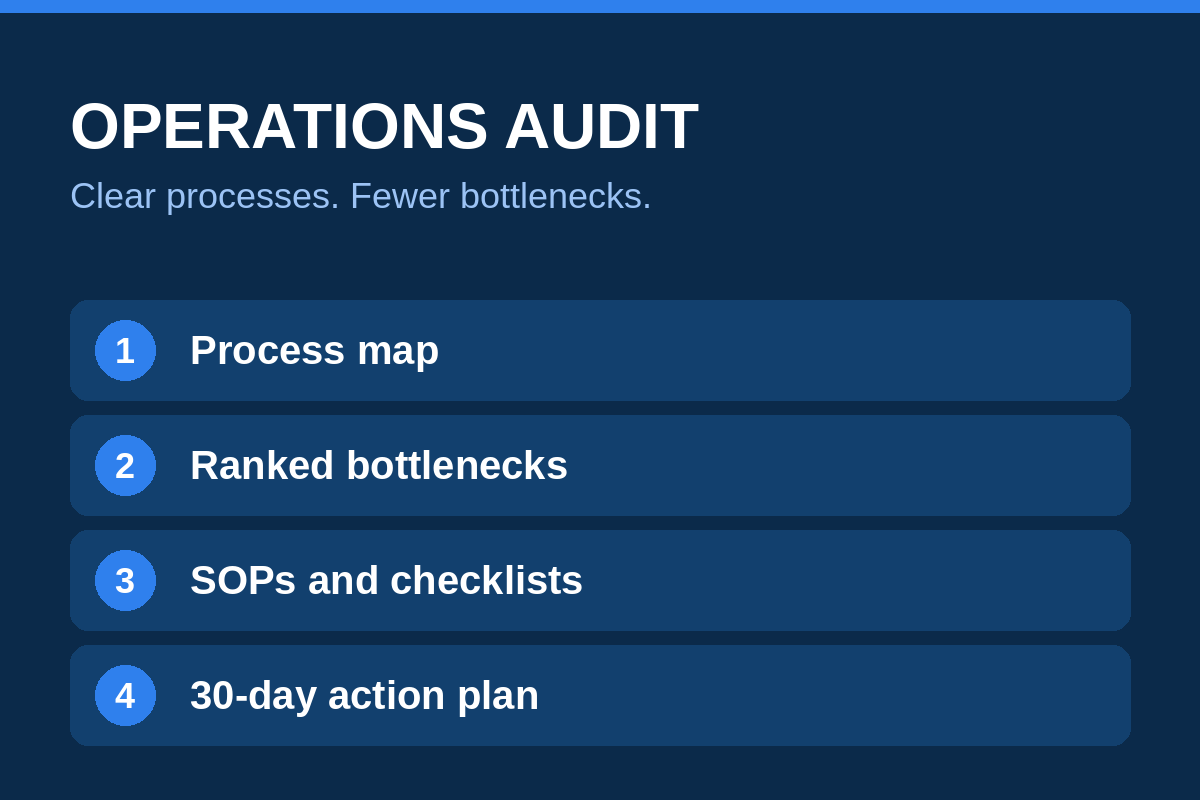 OPERATIONS AUDIT
Clear processes. Fewer bottlenecks.
1 Process map
2 Ranked bottlenecks
3 SOPs and checklists
4 30-day action plan